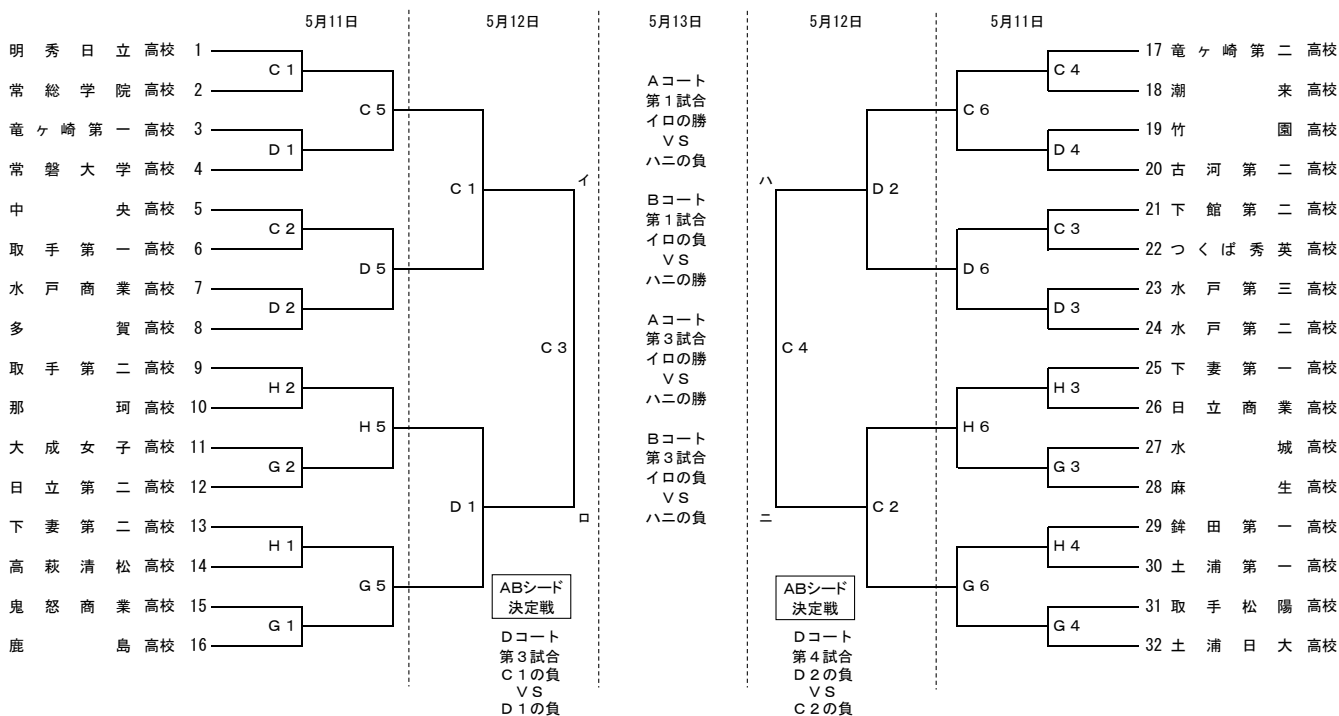 5月11日
5月12日
5月13日
5月12日
5月11日
明秀日立 高校 1
常総学院 高校 2
竜ヶ崎第一 高校 3
常磐大学 高校 4
中央 高校 5
取手第一 高校 6
水戸商業 高校 7
多賀 高校 8
取手第二 高校 9
那珂 高校 10
大成女子 高校 11
日立第二 高校 12
下妻第二 高校 13
高萩清松 高校 14
鬼怒商業 高校 15
鹿島 高校 16
C1
D1
C2
D2
H2
G2
H1
G1
C5
D5
H5
G5
C1
D1
C3
イ
ロ
ABシード
決定戦
Dコート
第3試合
C1の負
VS
D1の負
Aコート
第1試合
イロの勝
VS
ハニの負
Bコート
第1試合
イロの負
VS
ハニの勝
Aコート
第3試合
イロの勝
VS
ハニの勝
Bコート
第3試合
イロの負
VS
ハニの負
ハ
ニ
C4
D2
C2
ABシード
決定戦
Dコート
第4試合
D2の負
VS
C2の負
C6
D6
H6
G6
C4
D4
C3
D3
H3
G3
H4
G4
17 竜ヶ崎第二 高校
18 潮来 高校
19 竹園 高校
20 古河第二 高校
21 下館第二 高校
22 つくば秀英 高校
23 水戸第三 高校
24 水戸第二 高校
25 下妻第一 高校
26 日立商業 高校
27 水城 高校
28 麻生 高校
29 鉾田第一 高校
30 土浦第一 高校
31 取手松陽 高校
32 土浦日大 高校